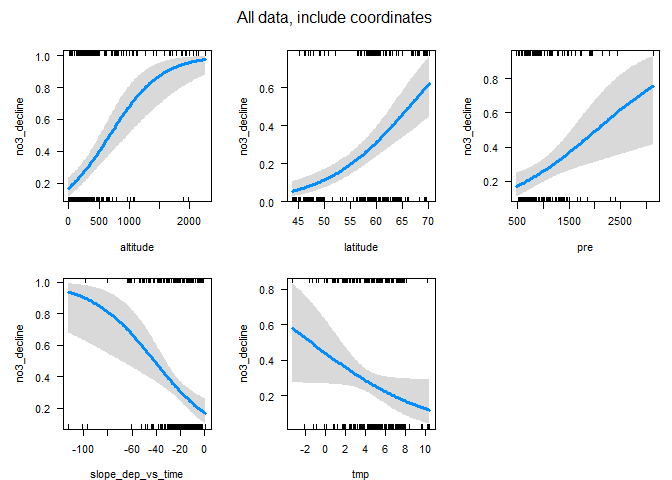 All data, include coordinates
no3_decline
1.0
0.8
0.6
0.4
0.2
0 500 1000 2000
altitude
no3_decline
0.6
0.4
0.2
0.0
45 50 55 60 65 70
latitude
no3_decline
0.8
0.6
0.4
0.2
500 1500 2500
pre
no3_decline
1.0
0.8
0.6
0.4
0.2
-100 -60 -40 -20 0
slope_dep_vs_time
no3_decline
0.8
0.6
0.4
0.2
-2 0 2 4 6 8 10
tmp